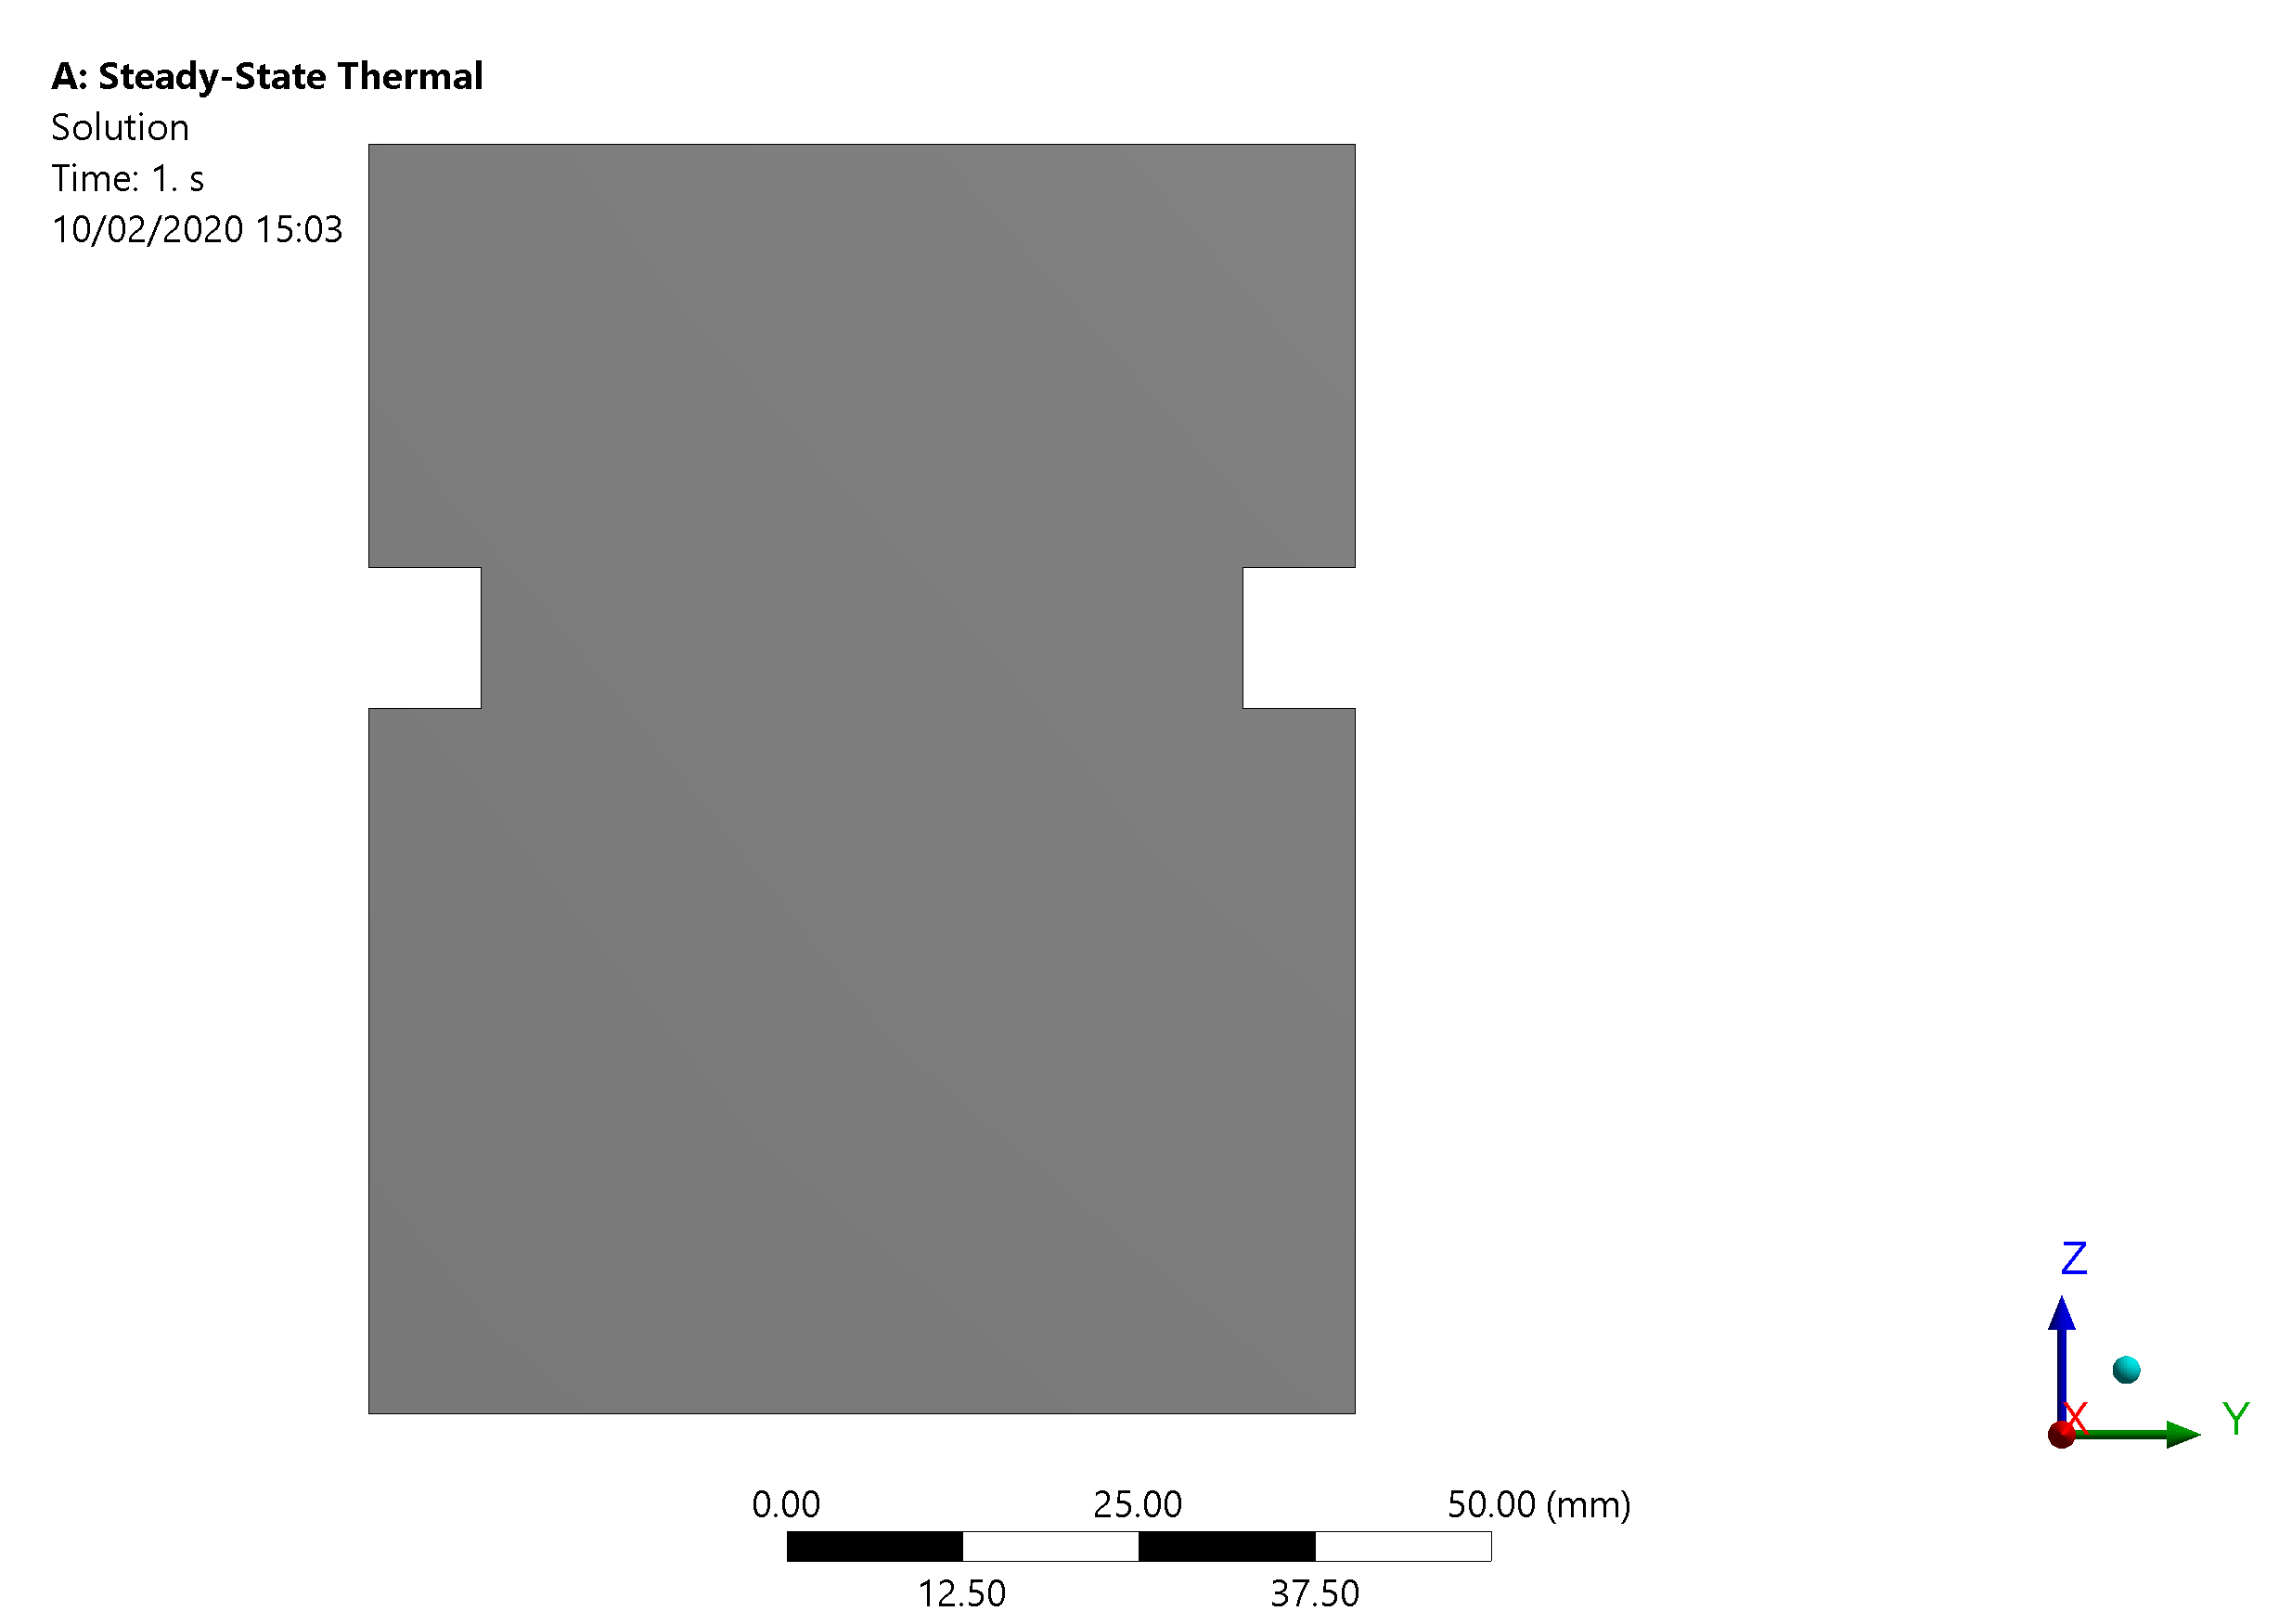 A: Steady-State Thermal
Solution
Time: 1. s
10/02/2020 15:03
Z
X
Y
0.00 25.00 50.00 (mm)
12.50 37.50